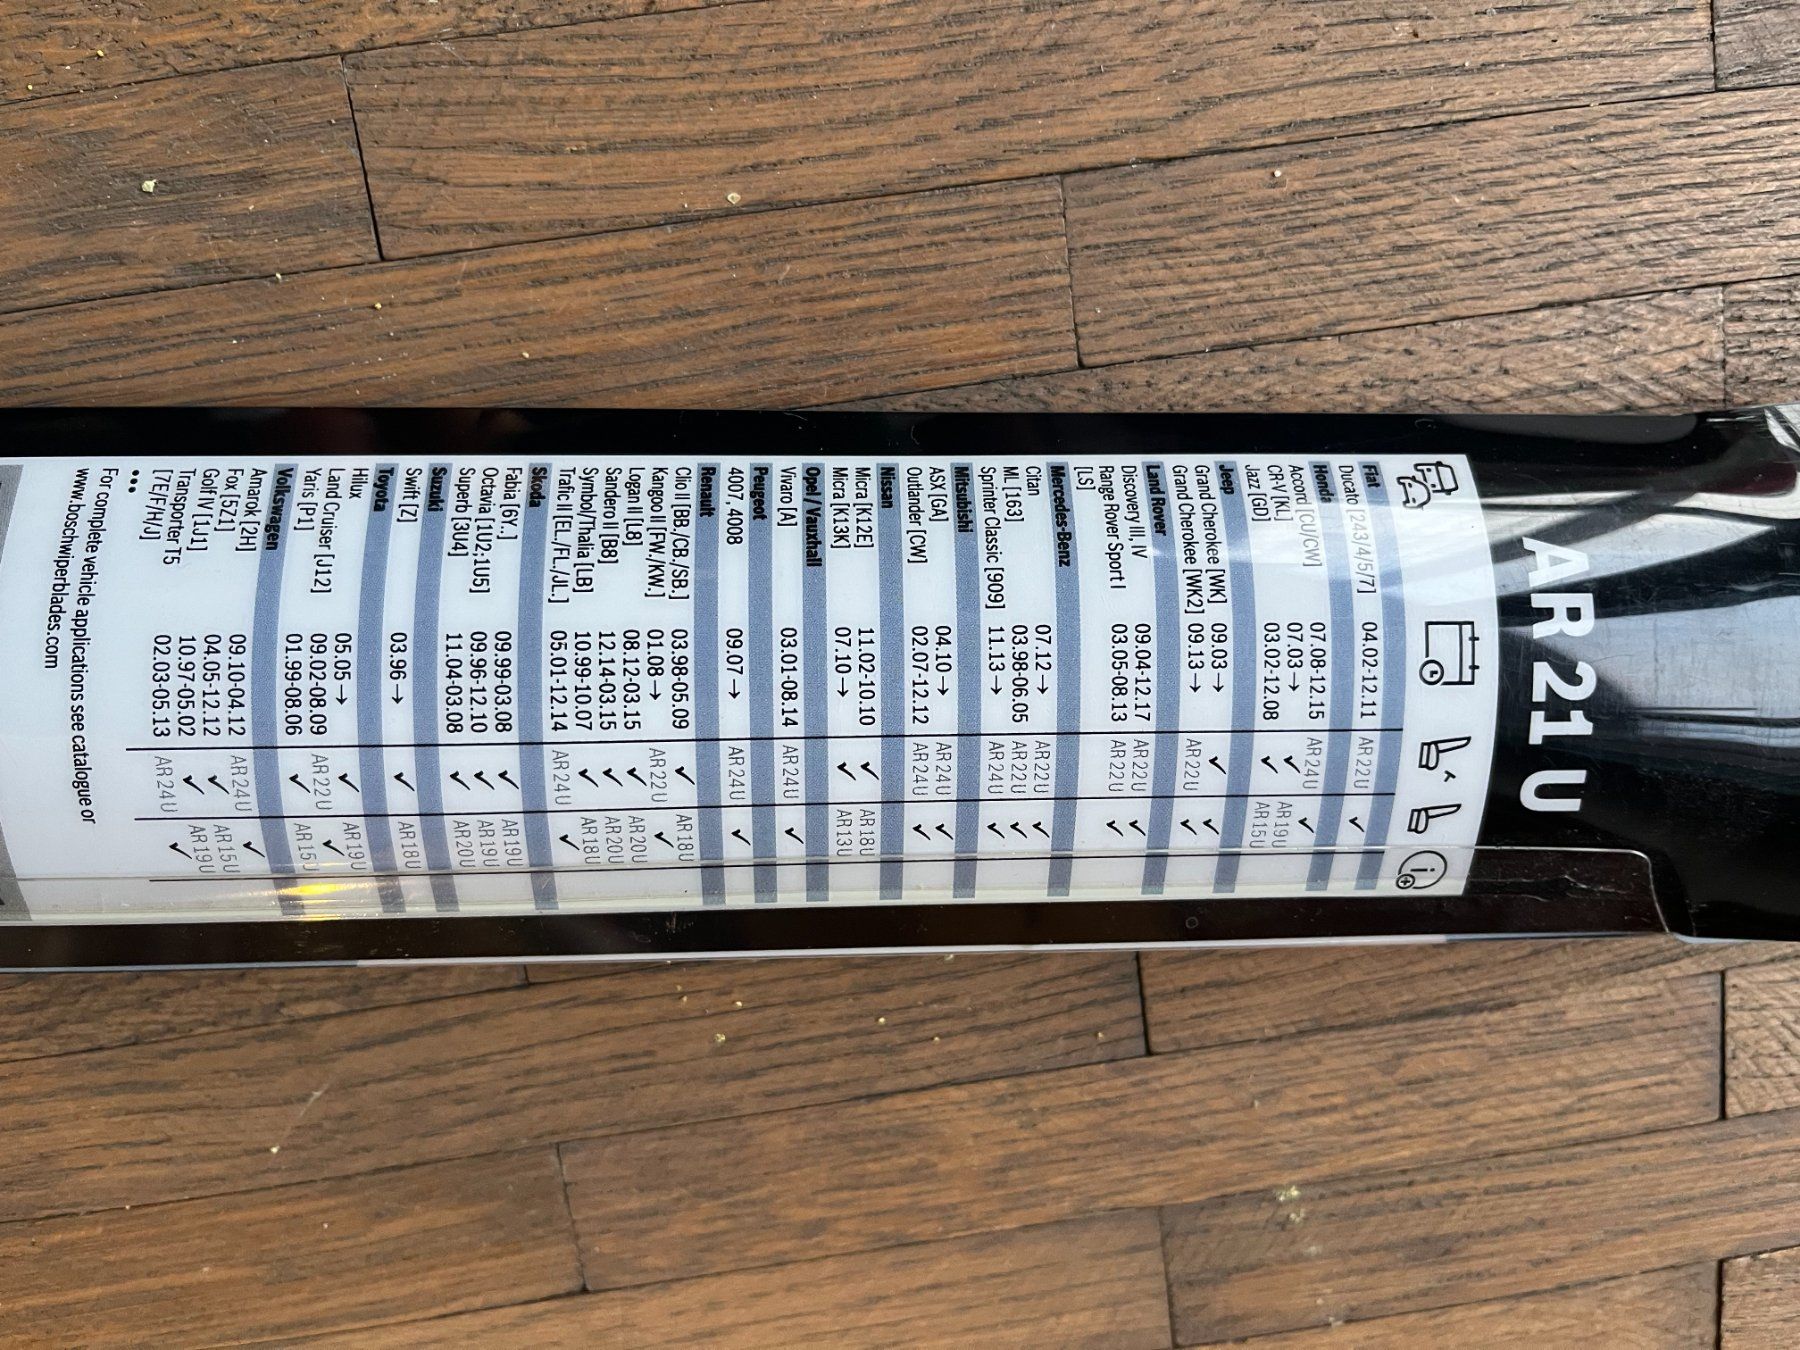 AR 21 U
Fiat
Ducato [243/4/5/7] 04.02-12.11 AR22U ✓
Honda
Accord [CU/CW] 07.08-12.15 AR24U ✓
CR-V [KL] 07.03 → ✓ AR19U
Jazz [GD] 03.02-12.08 ✓ AR15U
Jeep
Grand Cherokee [WK] 09.03 → ✓ ✓
Grand Cherokee [WK2] 09.13 → AR22U ✓
Land Rover
Discovery III, IV 09.04-12.17 AR22U ✓
Range Rover Sport I 03.05-08.13 AR22U ✓
[LS]
Mercedes-Benz
Citan 07.12 → AR22U ✓
ML [163] 03.98-06.05 AR22U ✓
Sprinter Classic [909] 11.13 → AR24U ✓
Mitsubishi
ASX [GA] 04.10 → AR24U ✓
Outlander [CW] 02.07-12.12 AR24U ✓
Nissan
Micra [K12E] 11.02-10.10 ✓ AR18U
Micra [K13K] 07.10 → ✓ AR13U
Opel / Vauxhall
Vivaro [A] 03.01-08.14 AR24U ✓
Peugeot
4007, 4008 09.07 → AR24U ✓
Renault
Clio II [BB./CB./SB.] 03.98-05.09 ✓ AR18U
Kangoo II [FW/KW.] 01.08 → AR22U ✓
Logan II [L8] 08.12-03.15 ✓ AR20U
Sandero II [B8] 12.14-03.15 ✓ AR20U
Symbol/Thalia [LB] 10.99-10.07 ✓ AR18U
Trafic II [EL./FL./JL.] 05.01-12.14 AR24U ✓
Skoda
Fabia [6Y..] 09.99-03.08 ✓ AR19U
Octavia [1U2;1U5] 09.96-12.10 ✓ AR19U
Superb [3U4] 11.04-03.08 ✓ AR20U
Suzuki
Swift [Z] 03.96 → ✓ AR18U
Toyota
Hilux 05.05 → ✓ AR19U
Land Cruiser [J12] 09.02-08.09 AR22U ✓
Yaris [P1] 01.99-08.06 ✓ AR15U
Volkswagen
Amarok [2H] 09.10-04.12 AR24U ✓
Fox [5Z1] 04.05-12.12 ✓ AR15U
Golf IV [1J1] 10.97-05.02 ✓ AR19U
Transporter T5 02.03-05.13 AR24U ✓
[7E/F/H/J]
...
For complete vehicle applications see catalogue or
www.boschwiperblades.com